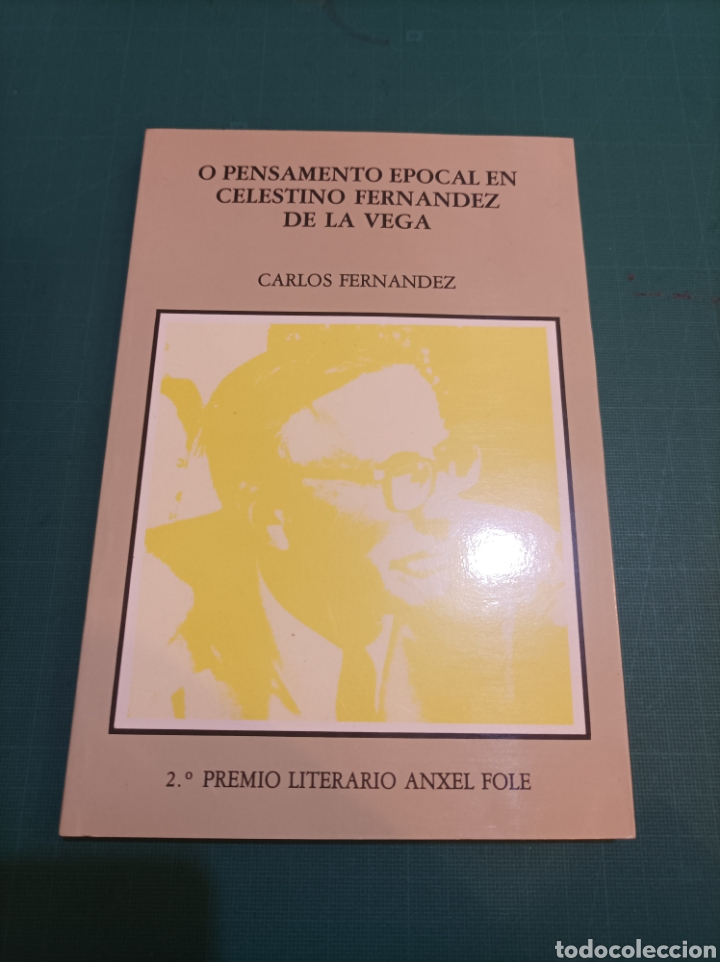 O PENSAMENTO EPOCAL EN
CELESTINO FERNANDEZ
DE LA VEGA
CARLOS FERNANDEZ
2.º PREMIO LITERARIO ANXEL FOLE
todocoleccion